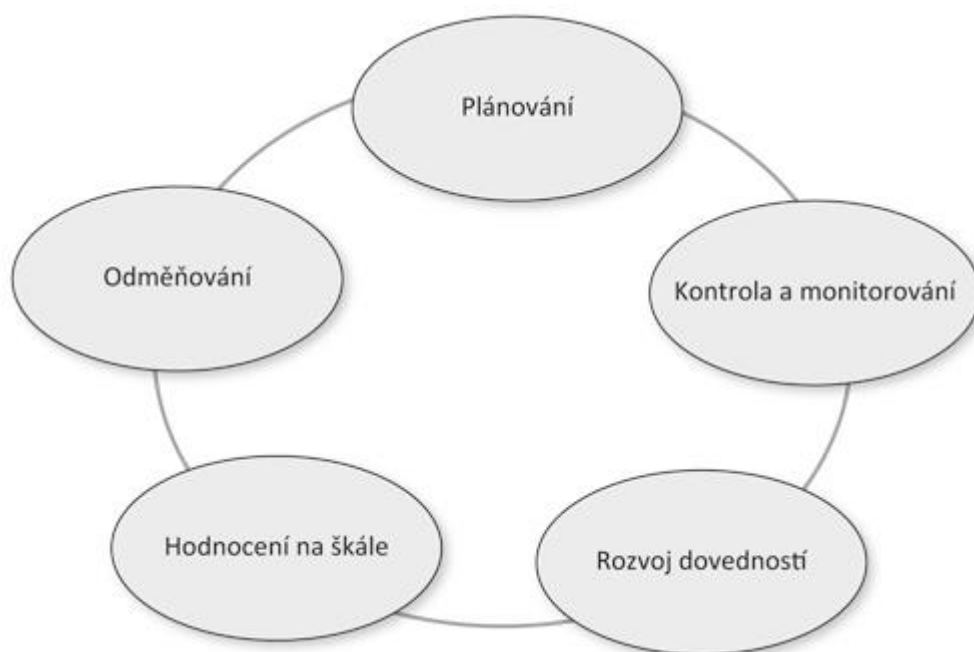 Plánování
Kontrola a monitorování
Rozvoj dovedností
Hodnocení na škále
Odměňování